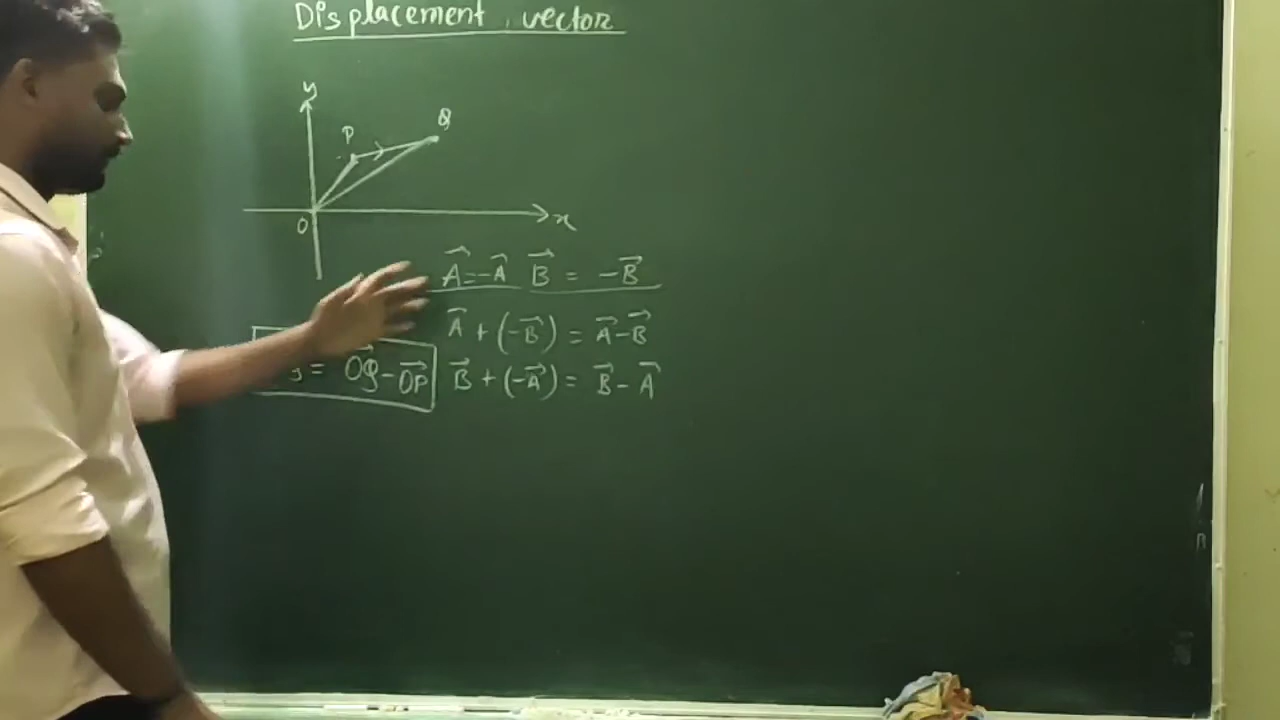 Displacement vector
y
P
Q
O
x
A⃗ = -A⃗ B⃗ = -B⃗
A⃗ + (-B⃗) = A⃗ - B⃗
= OQ⃗ - OP⃗
B⃗ + (-A⃗) = B⃗ - A⃗